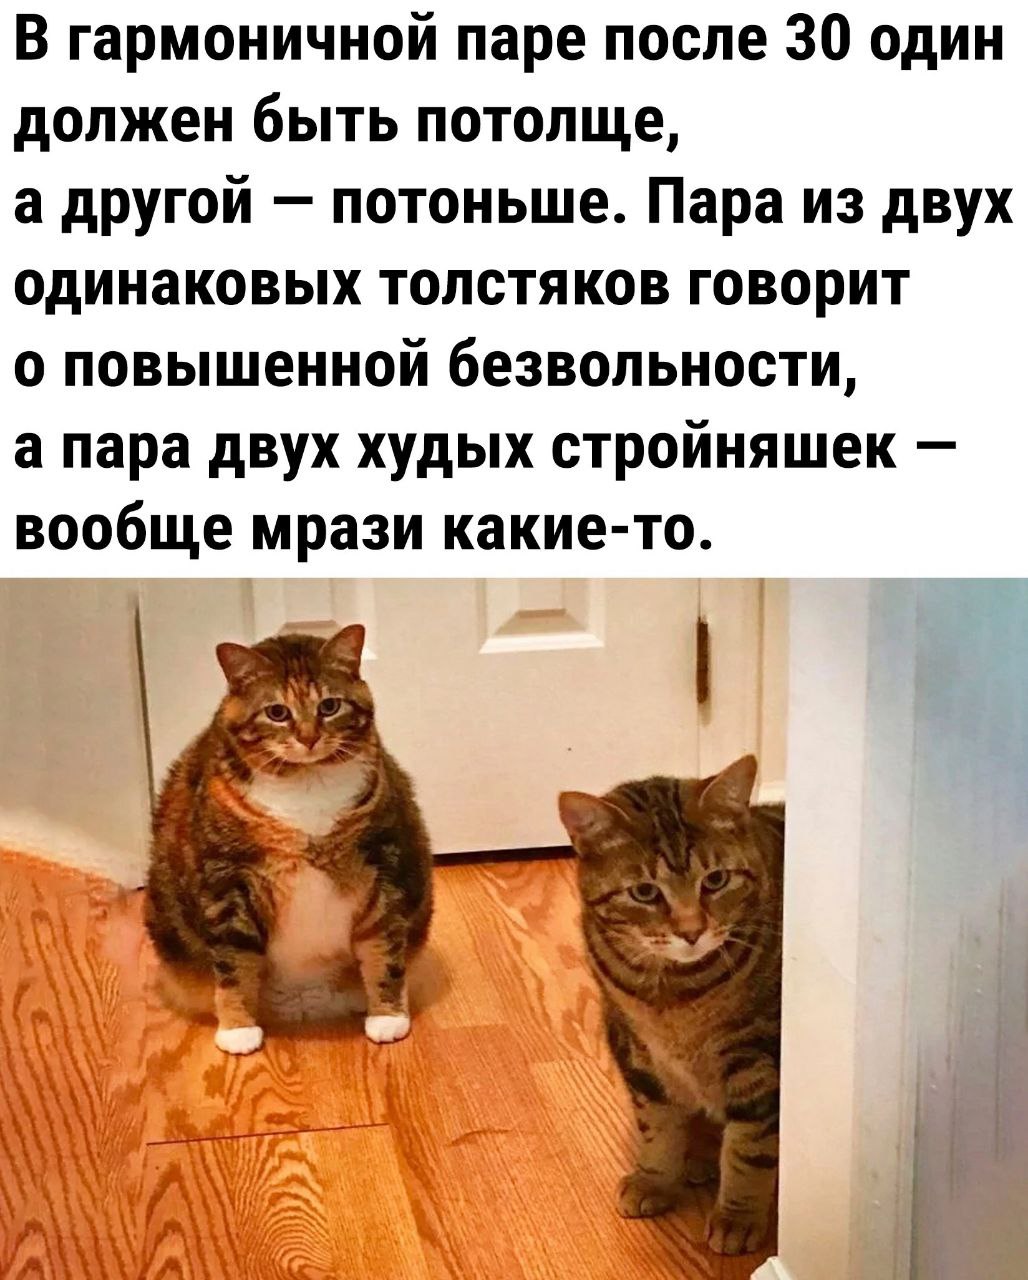 В гармоничной паре после 30 один
должен быть потолще,
а другой — потоньше. Пара из двух
одинаковых толстяков говорит
о повышенной безвольности,
а пара двух худых стройняшек —
вообще мрази какие-то.